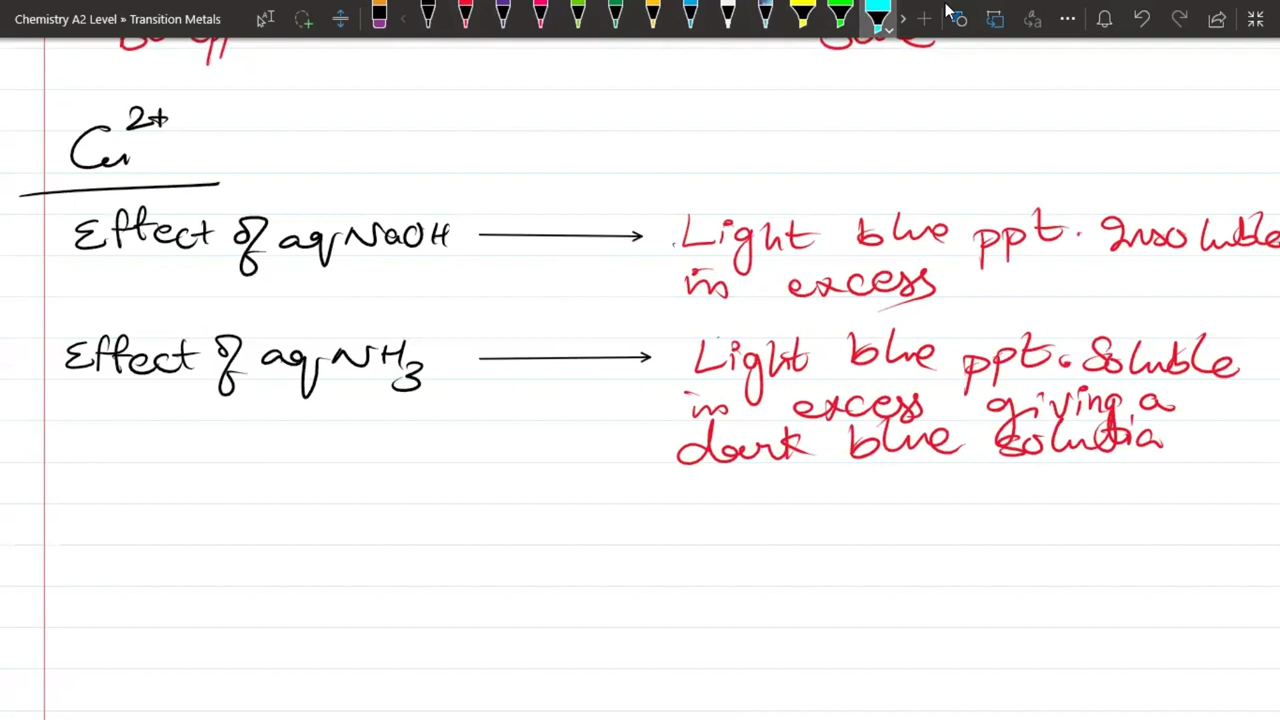 Chemistry A2 Level » Transition Metals
Cu²⁺
Effect of aq NaOH → Light blue ppt. Insoluble
in excess
Effect of aq NH₃ → Light blue ppt. Soluble
in excess giving a
dark blue solutio